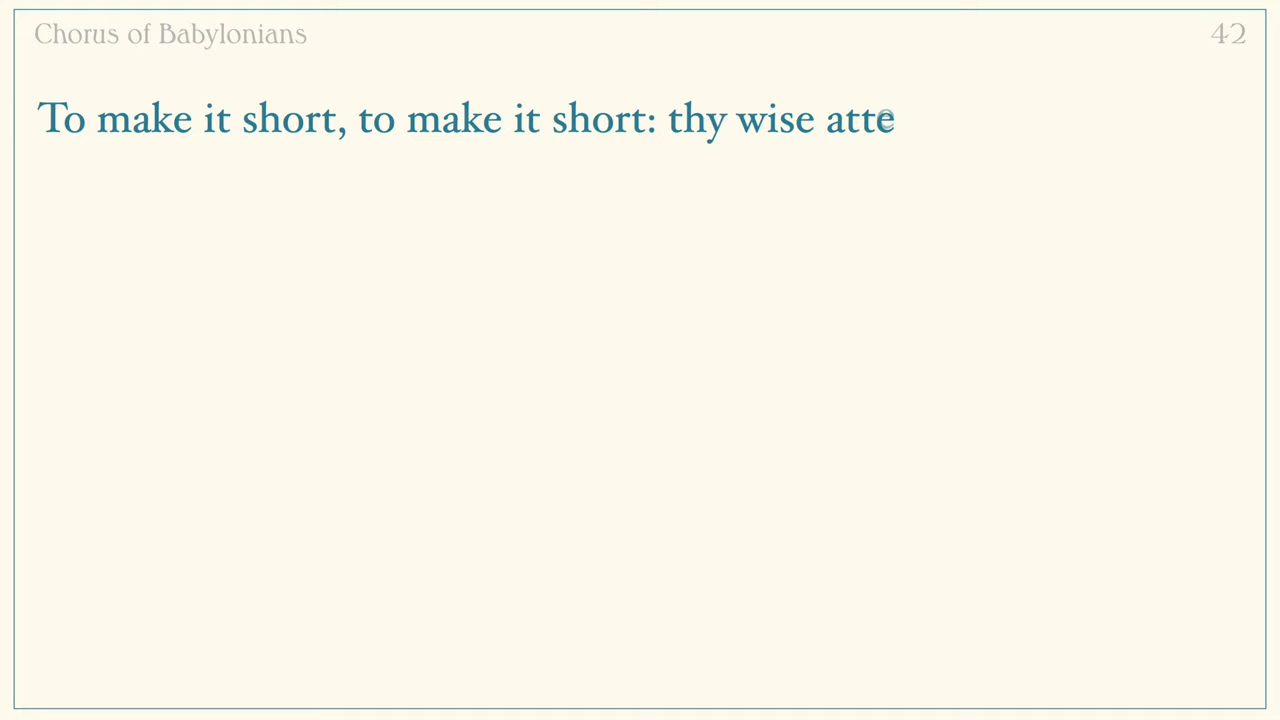 Chorus of Babylonians
42
To make it short, to make it short: thy wise atte